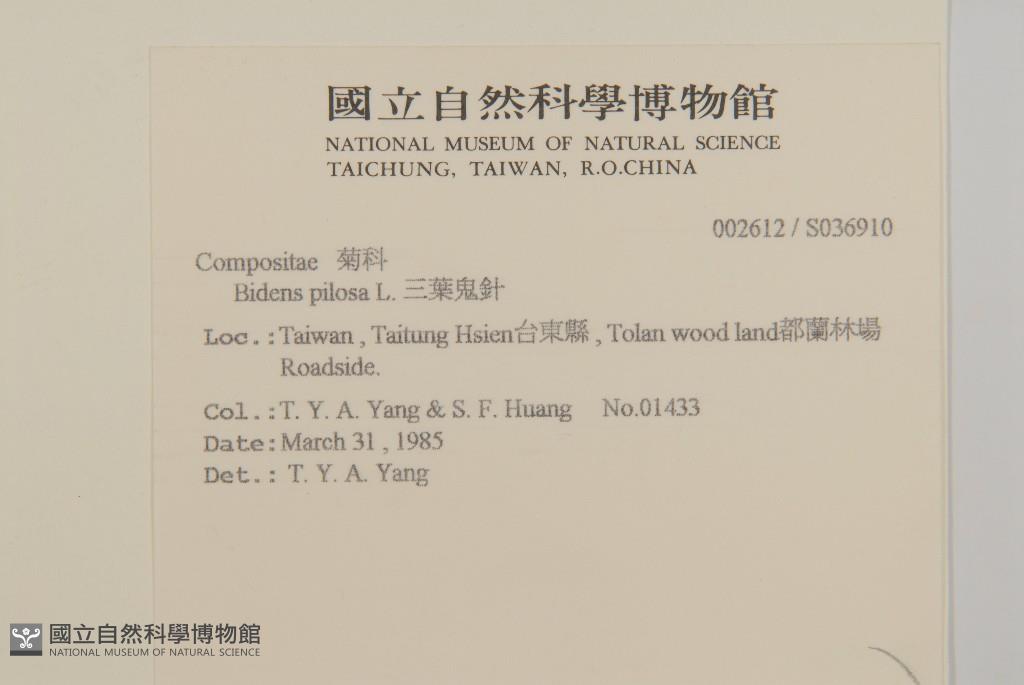 國立自然科學博物館
NATIONAL MUSEUM OF NATURAL SCIENCE
TAICHUNG, TAIWAN, R.O.CHINA
002612 / S036910
Compositae 菊科
Bidens pilosa L. 三葉鬼針
Loc.:Taiwan , Taitung Hsien台東縣 , Tolan wood land都蘭林場
Roadside.
Col.:T. Y. A. Yang & S. F. Huang No.01433
Date:March 31 , 1985
Det.: T. Y. A. Yang
國立自然科學博物館
NATIONAL MUSEUM OF NATURAL SCIENCE